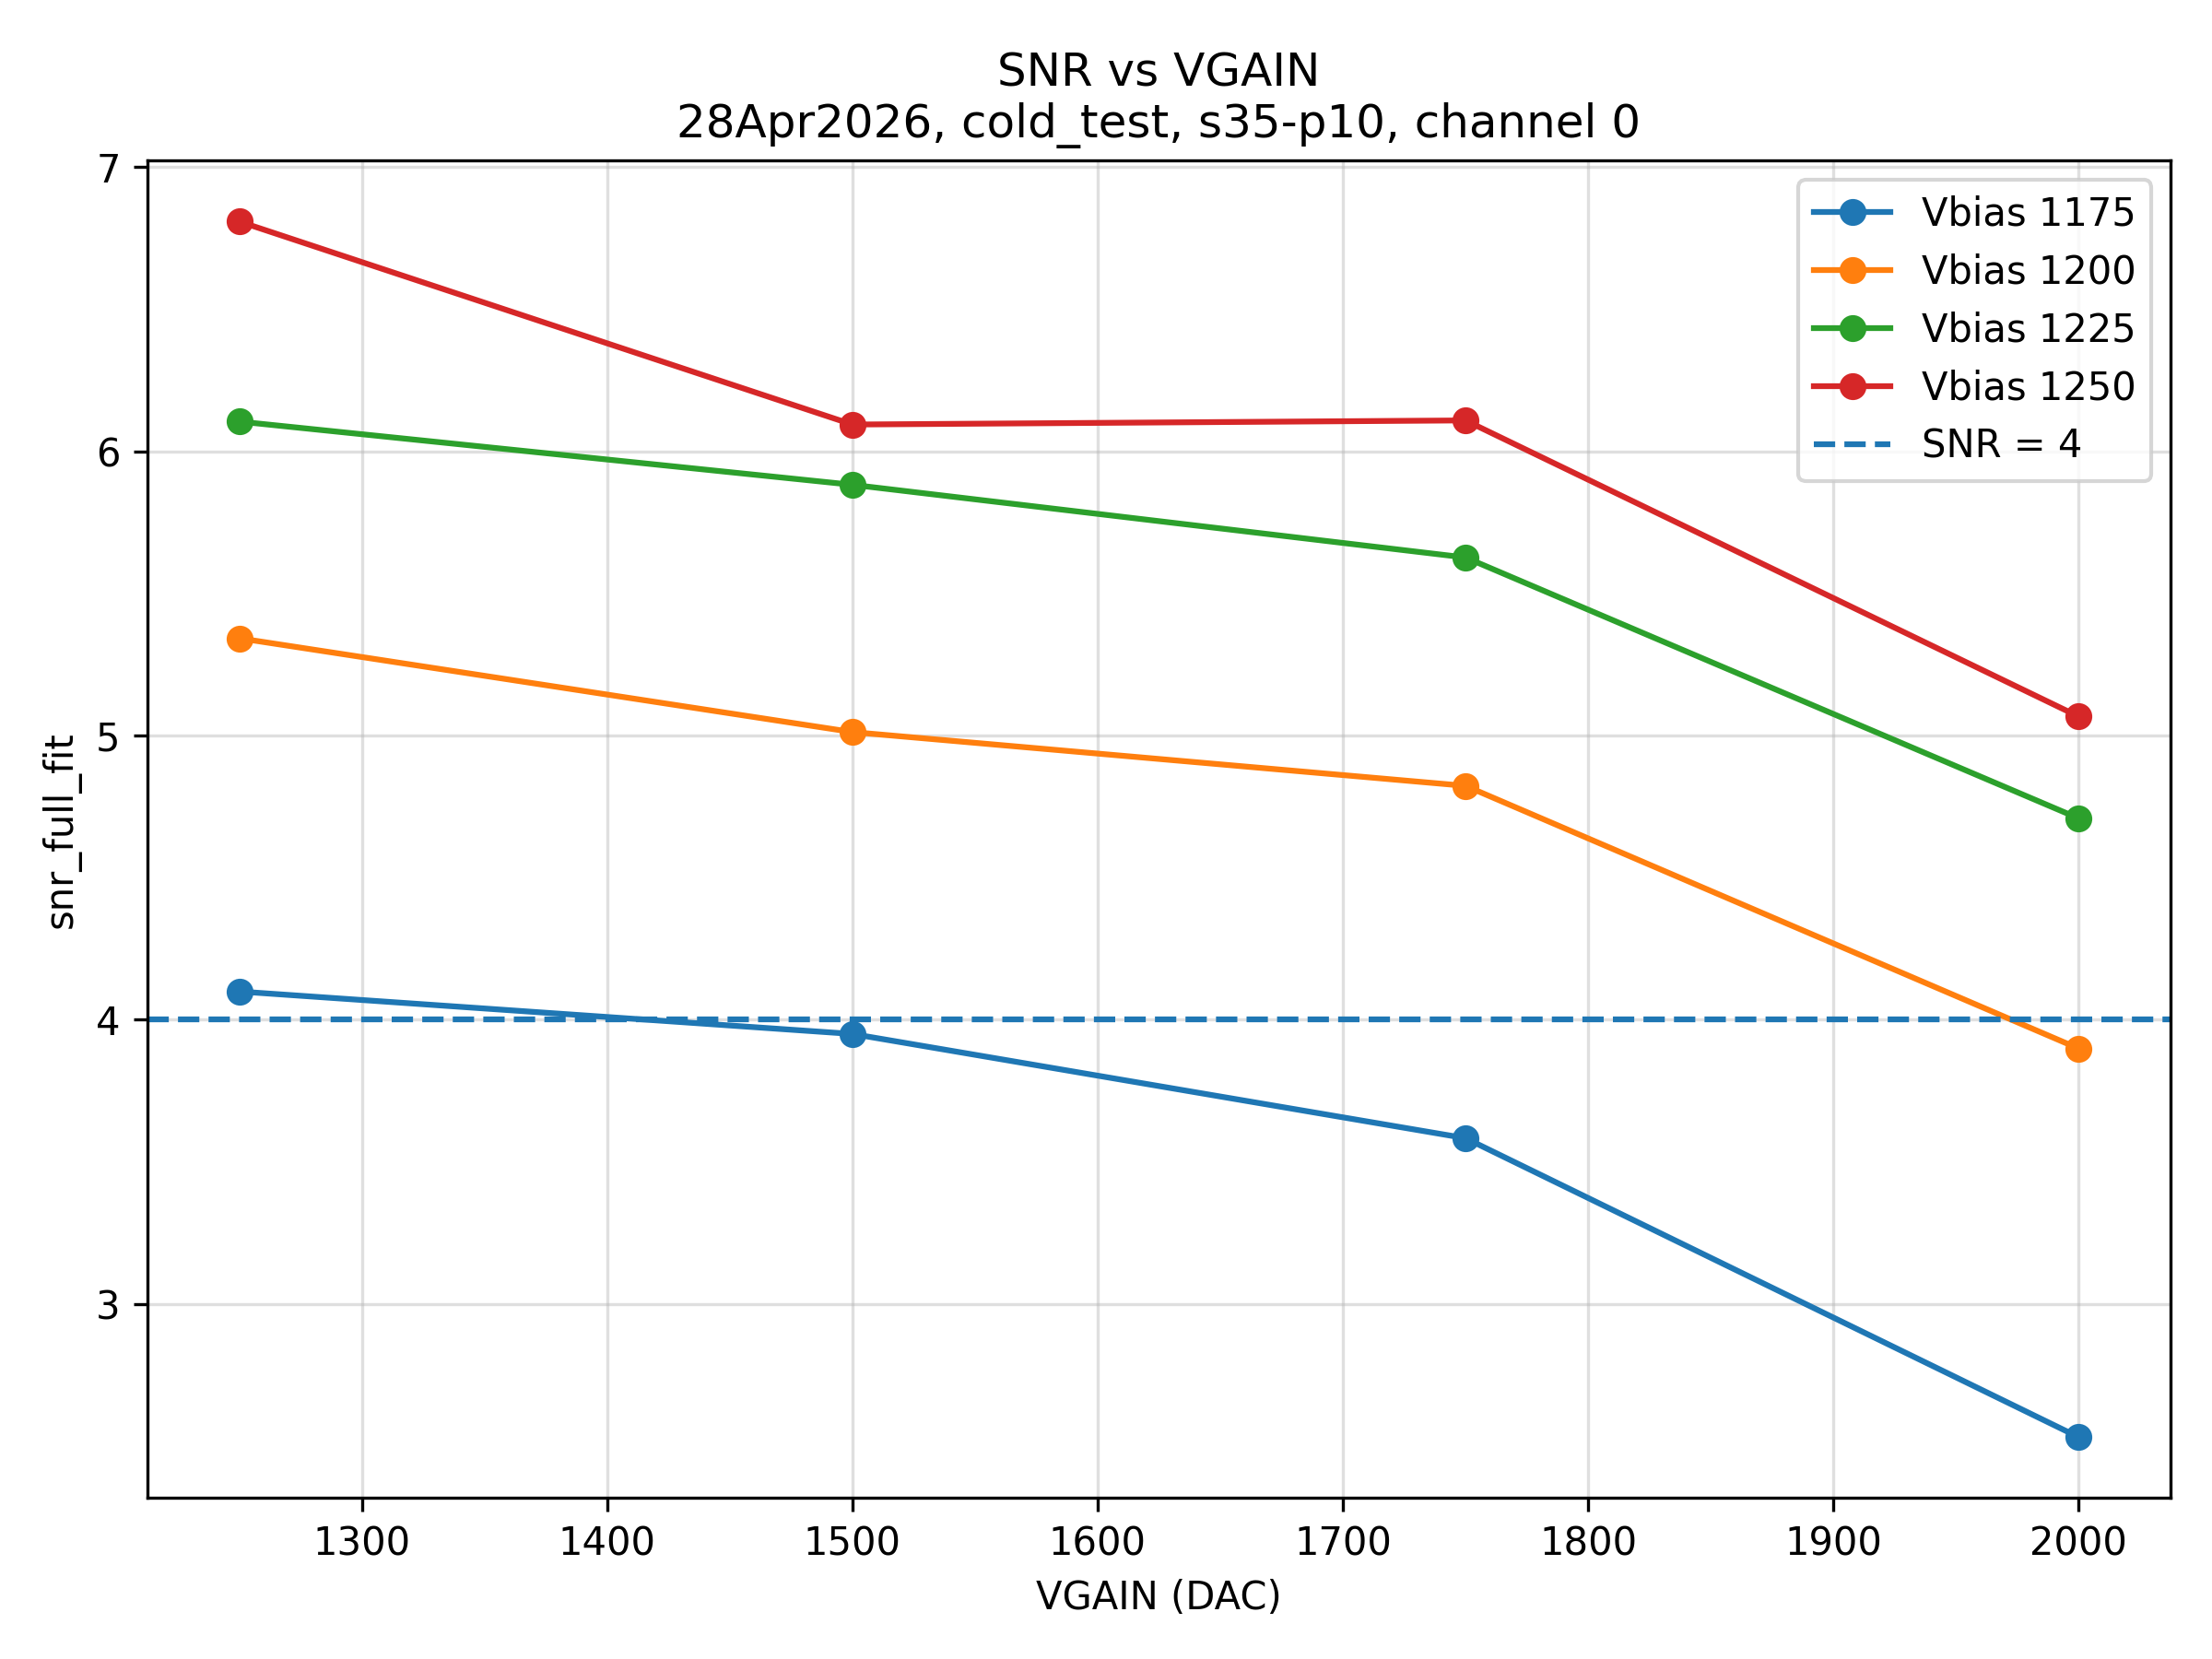 SNR vs VGAIN
28Apr2026, cold_test, s35-p10, channel 0
7
6
5
4
3
snr_full_fit
Vbias 1175
Vbias 1200
Vbias 1225
Vbias 1250
SNR = 4
1300 1400 1500 1600 1700 1800 1900 2000
VGAIN (DAC)